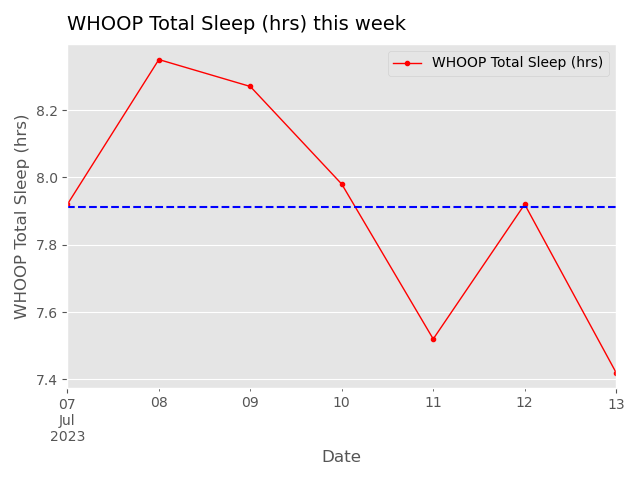 WHOOP Total Sleep (hrs) this week
WHOOP Total Sleep (hrs)
WHOOP Total Sleep (hrs)
8.2
8.0
7.8
7.6
7.4
07 08 09 10 11 12 13
Jul
2023
Date